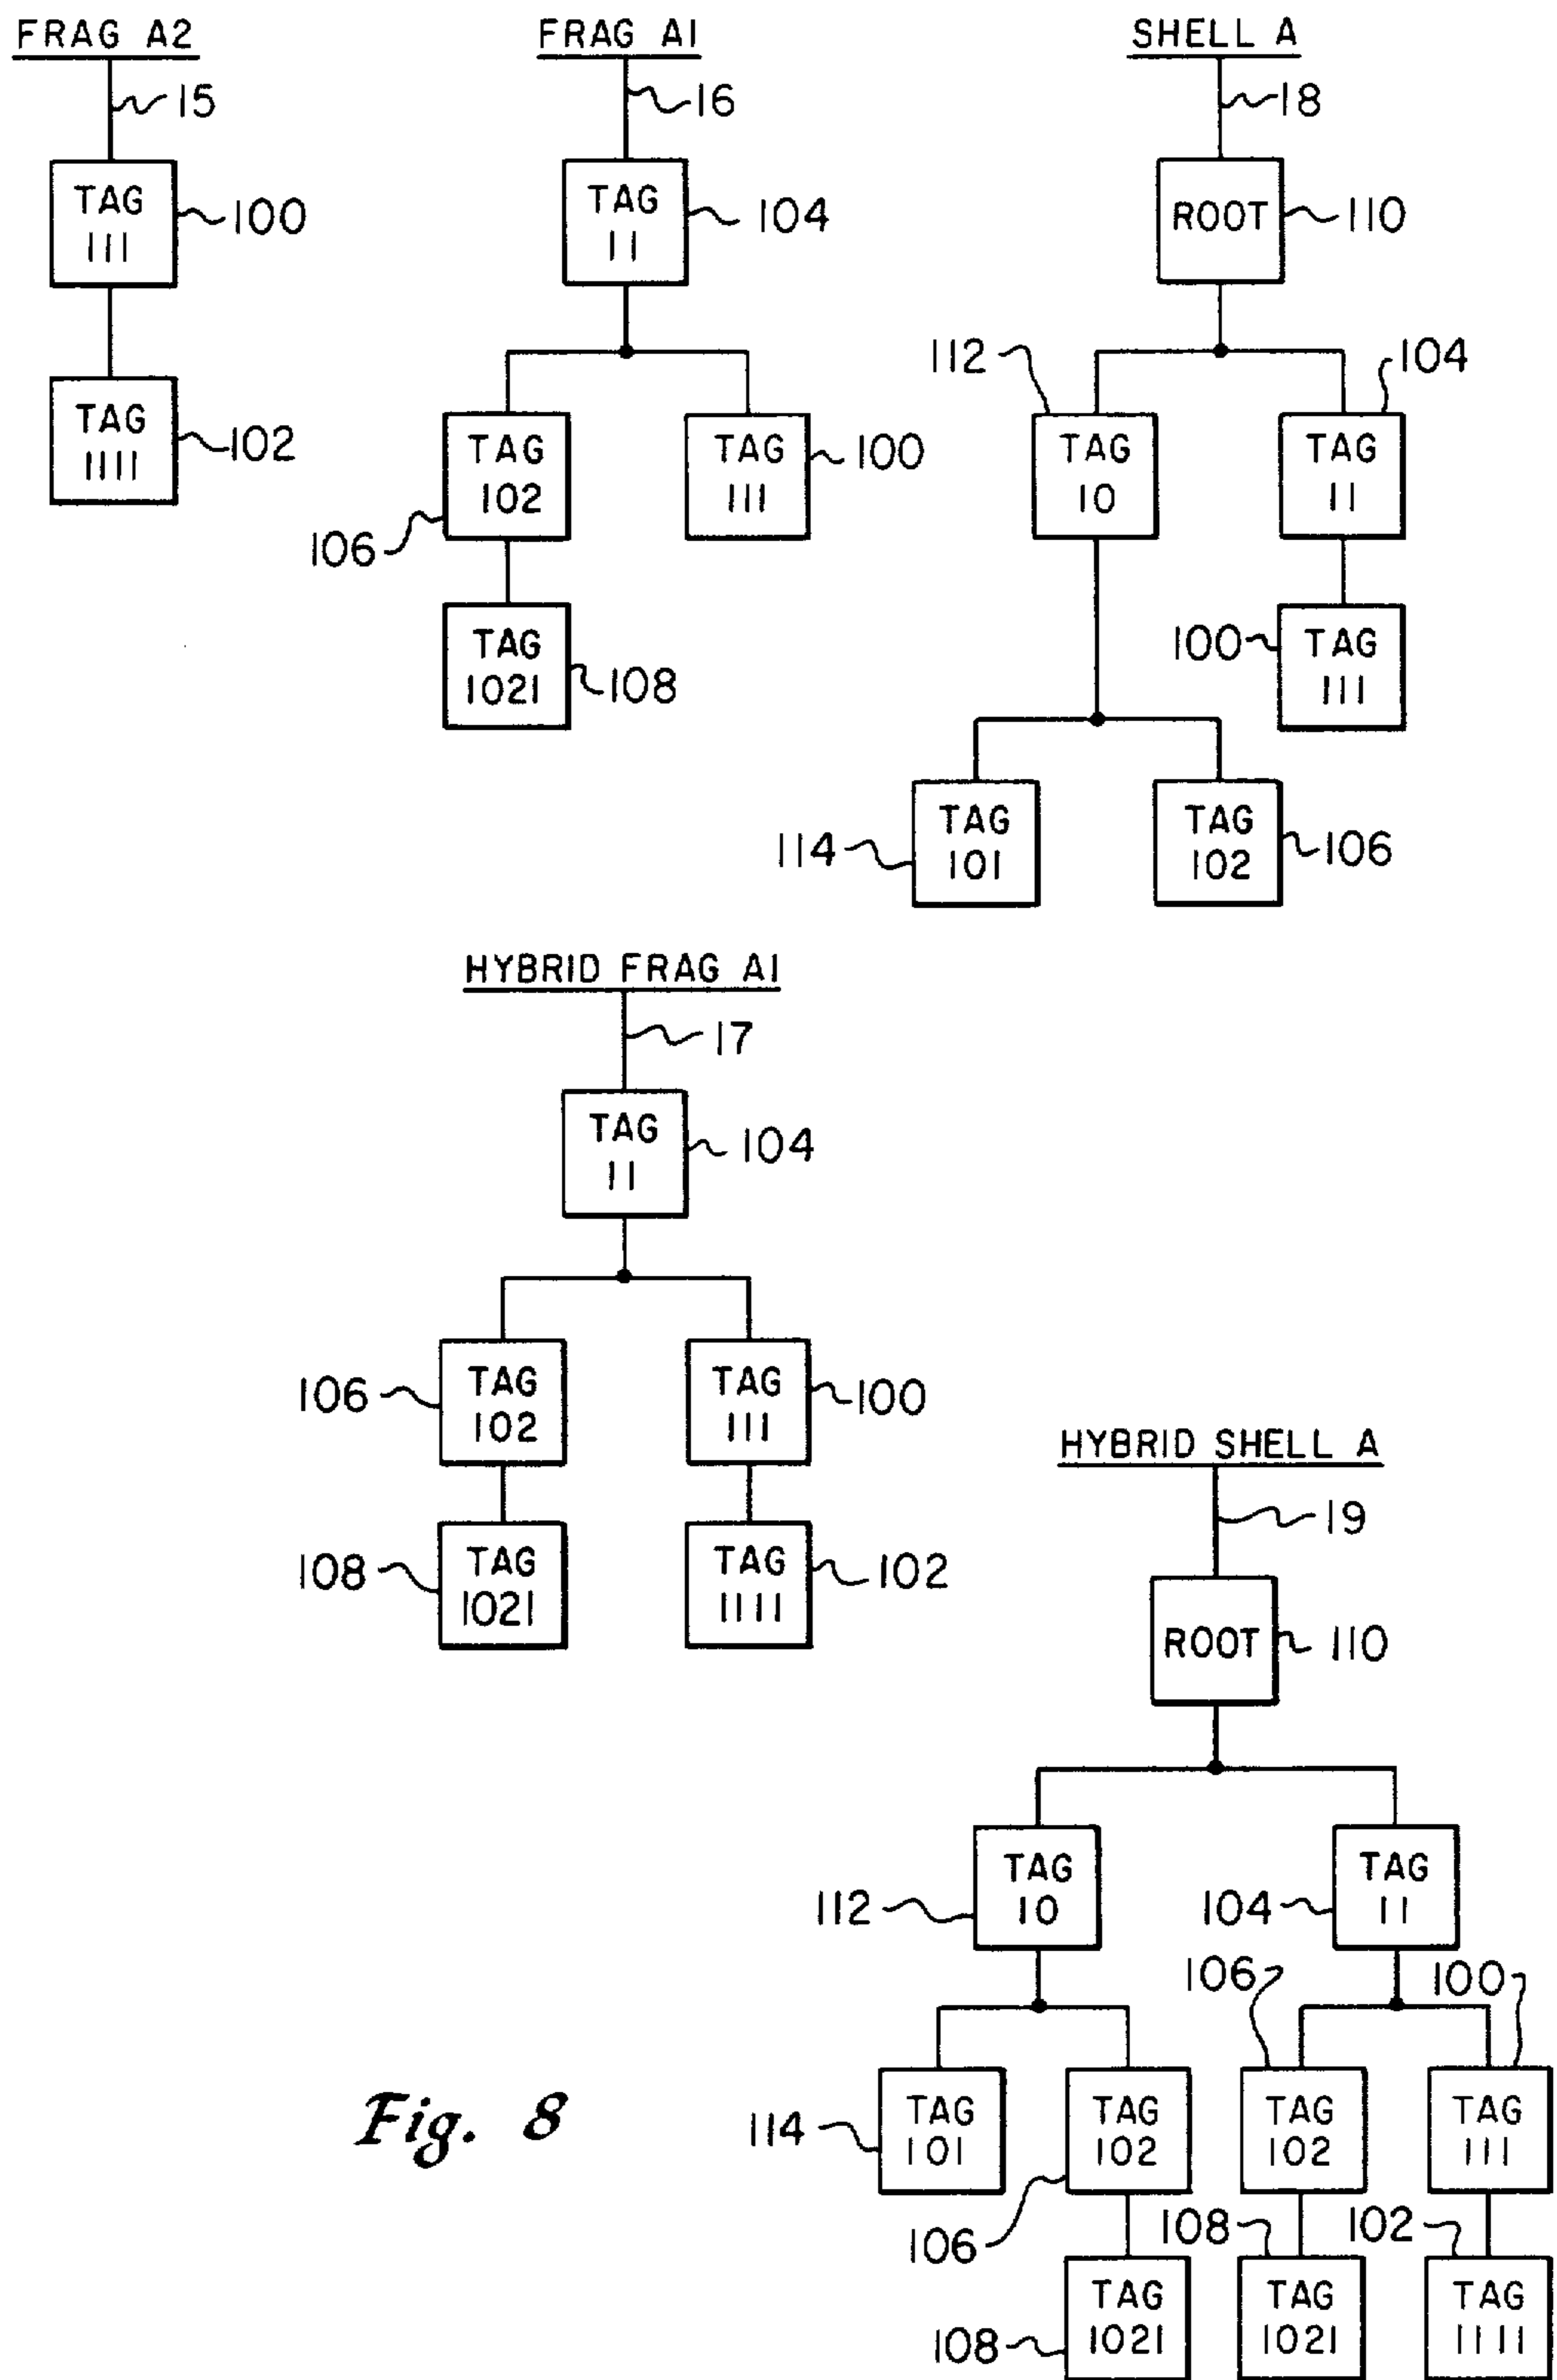 FRAG A2
15
TAG
111
100
TAG
1111
102
FRAG A1
16
TAG
11
104
TAG
102
106
TAG
111
100
TAG
1021
108
SHELL A
18
ROOT
110
112
TAG
10
104
TAG
11
100
TAG
111
114
TAG
101
TAG
102
106
HYBRID FRAG A1
17
TAG
11
104
106
TAG
102
TAG
111
100
108
TAG
1021
TAG
1111
102
HYBRID SHELL A
19
ROOT
110
112
TAG
10
104
TAG
11
106
100
114
TAG
101
TAG
102
106
TAG
102
TAG
111
108
102
108
TAG
1021
TAG
1021
TAG
1111
Fig. 8